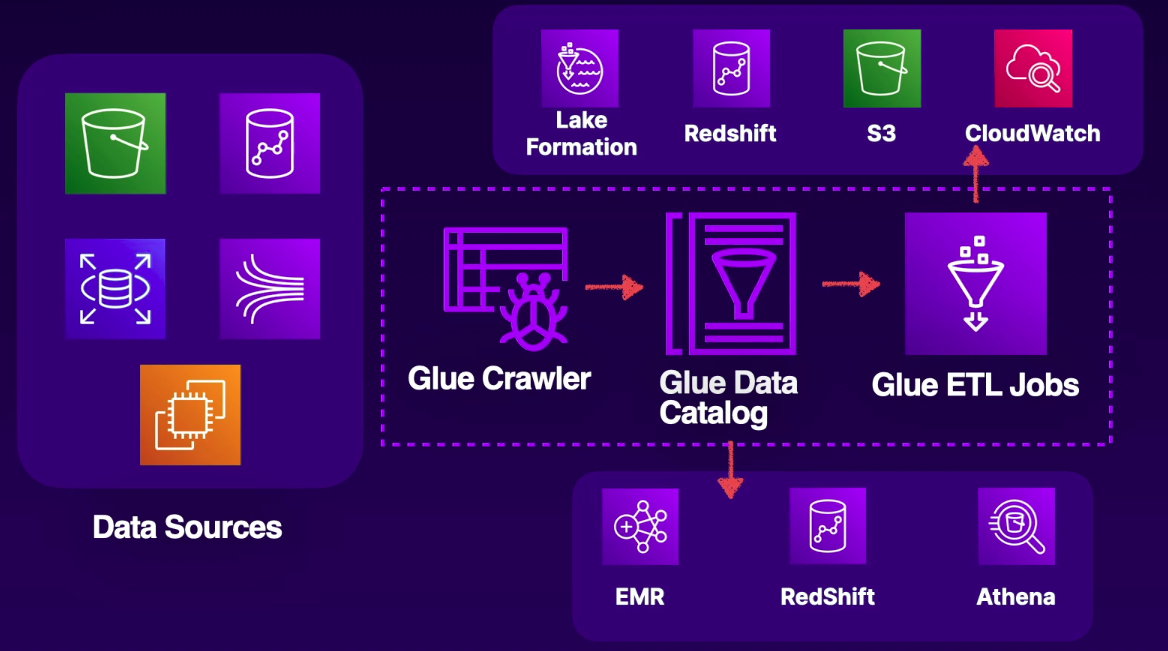 Lake
Formation
Redshift
S3
CloudWatch
Glue Crawler
Glue Data
Catalog
Glue ETL Jobs
Data Sources
EMR
RedShift
Athena